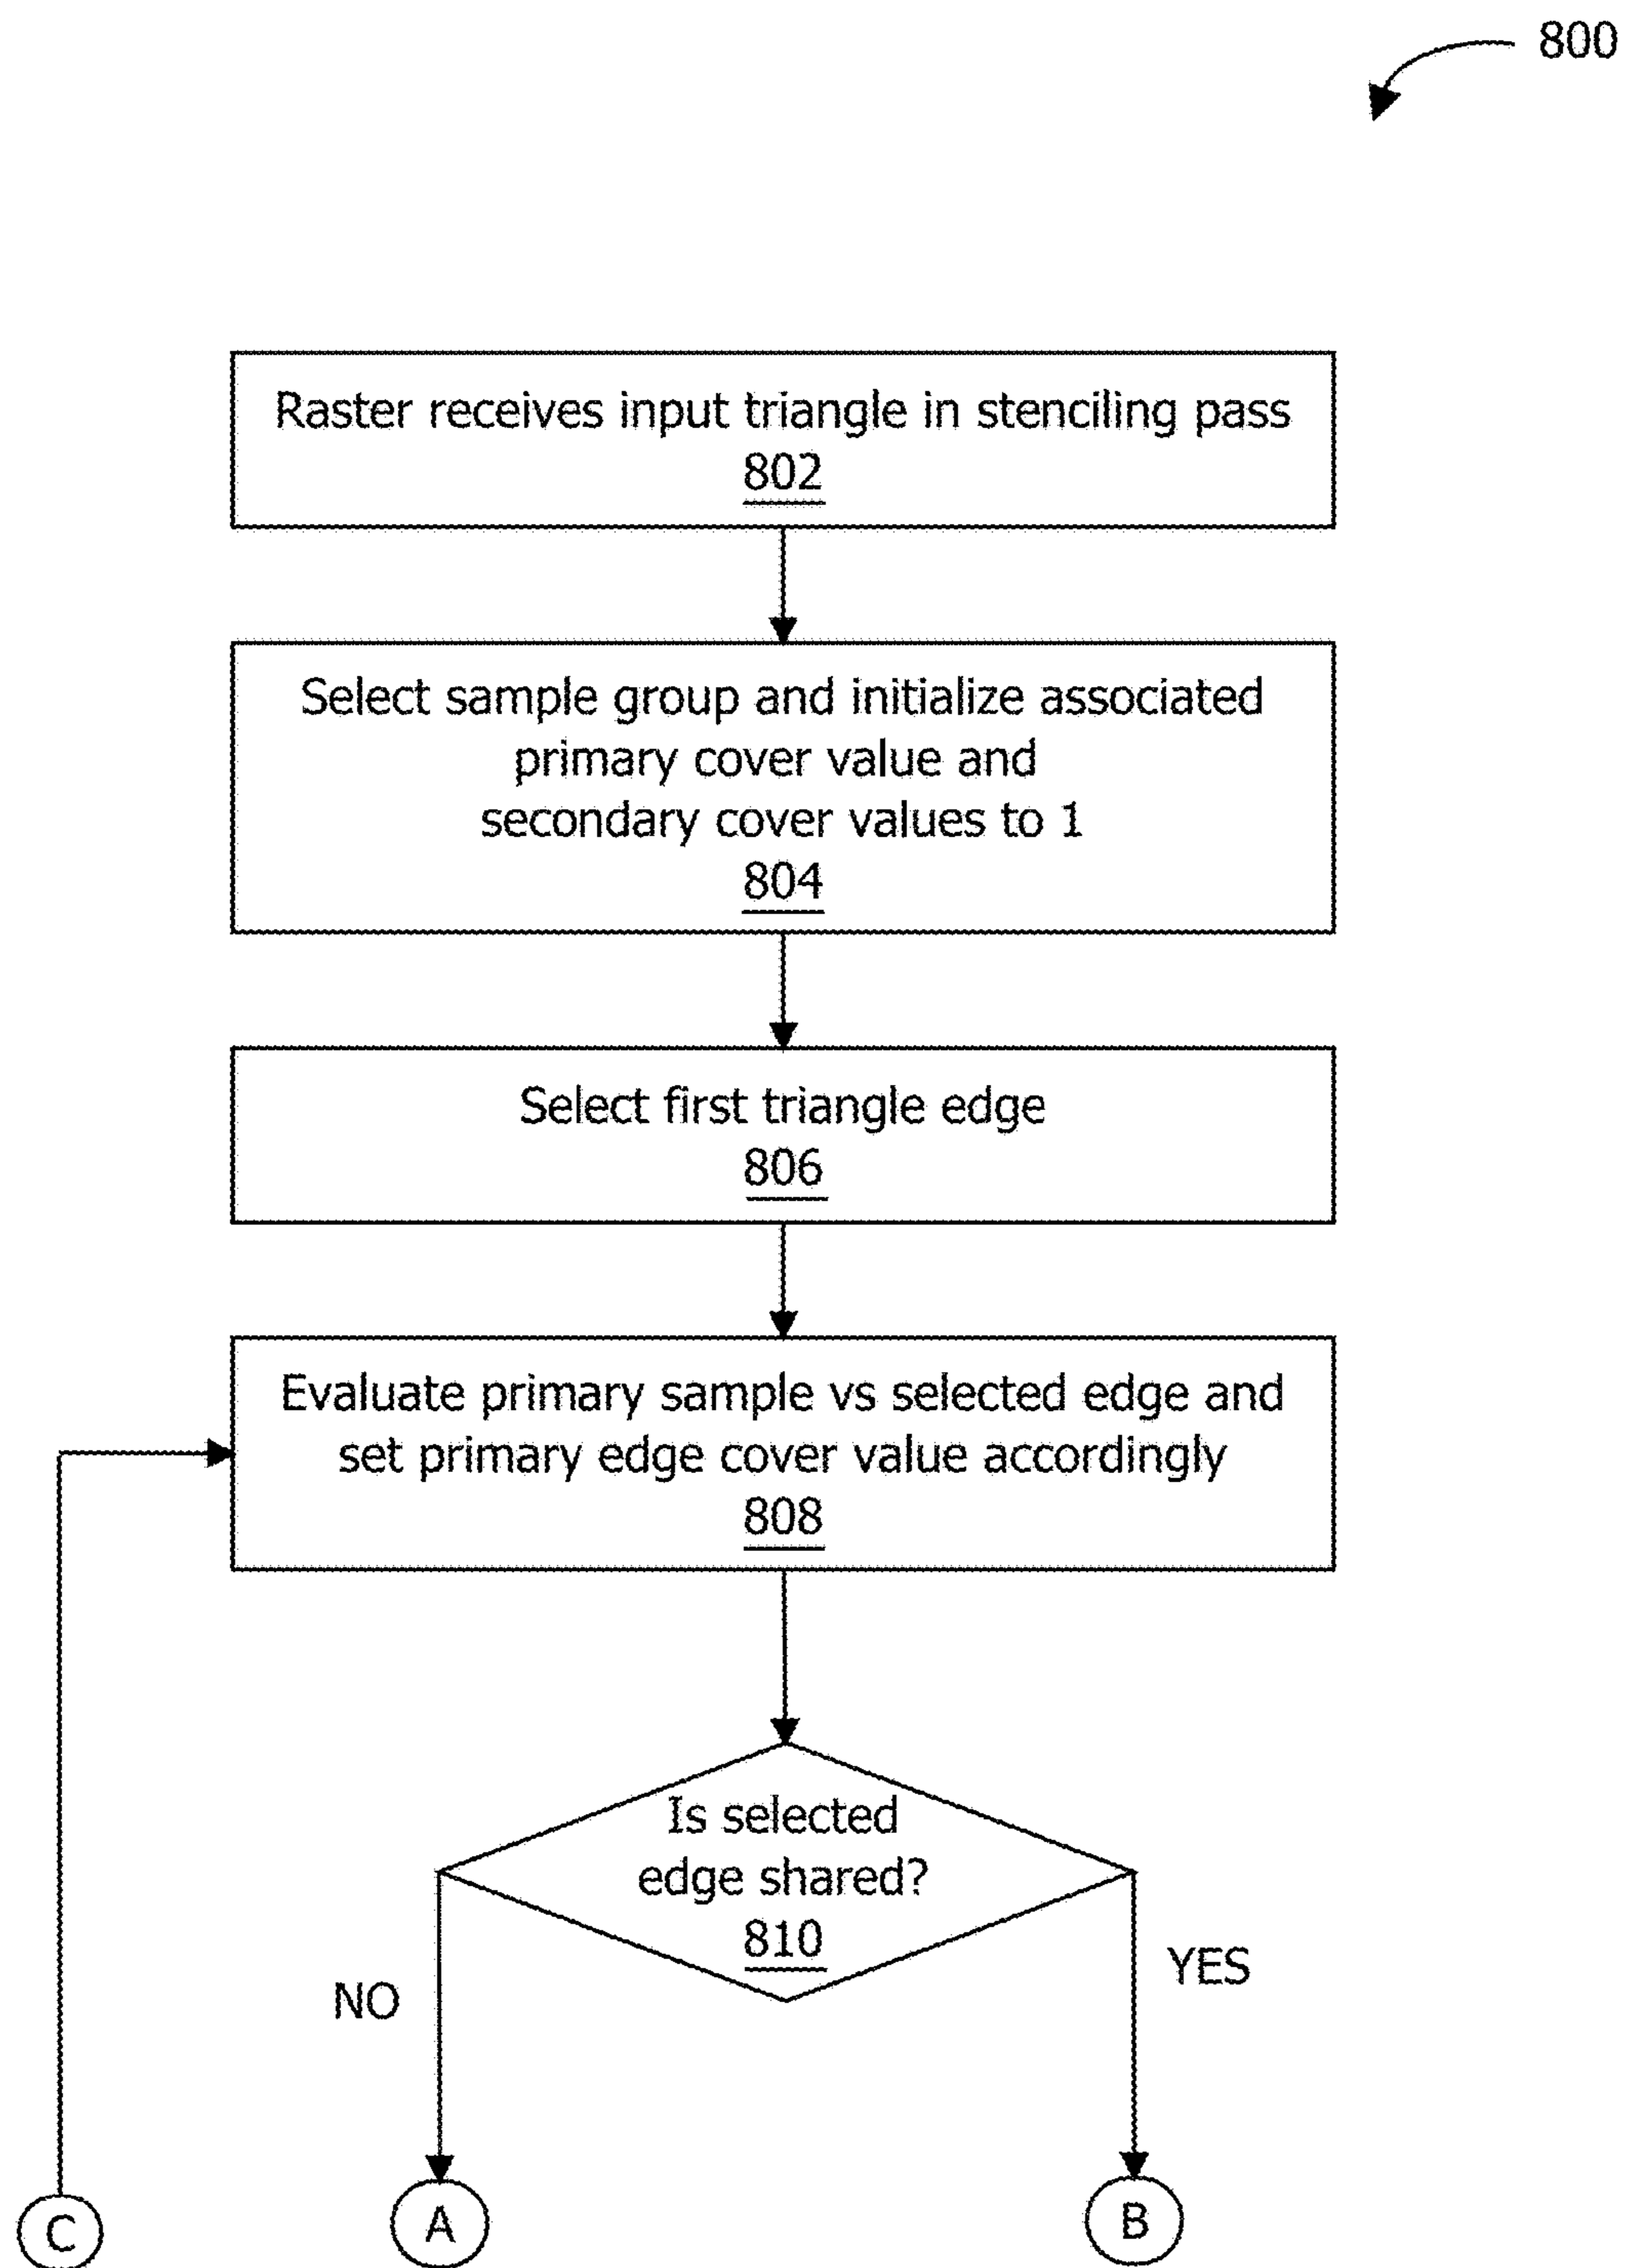 800
Raster receives input triangle in stenciling pass
802
Select sample group and initialize associated
primary cover value and
secondary cover values to 1
804
Select first triangle edge
806
Evaluate primary sample vs selected edge and
set primary edge cover value accordingly
808
Is selected
edge shared?
810
NO
YES
C
A
B